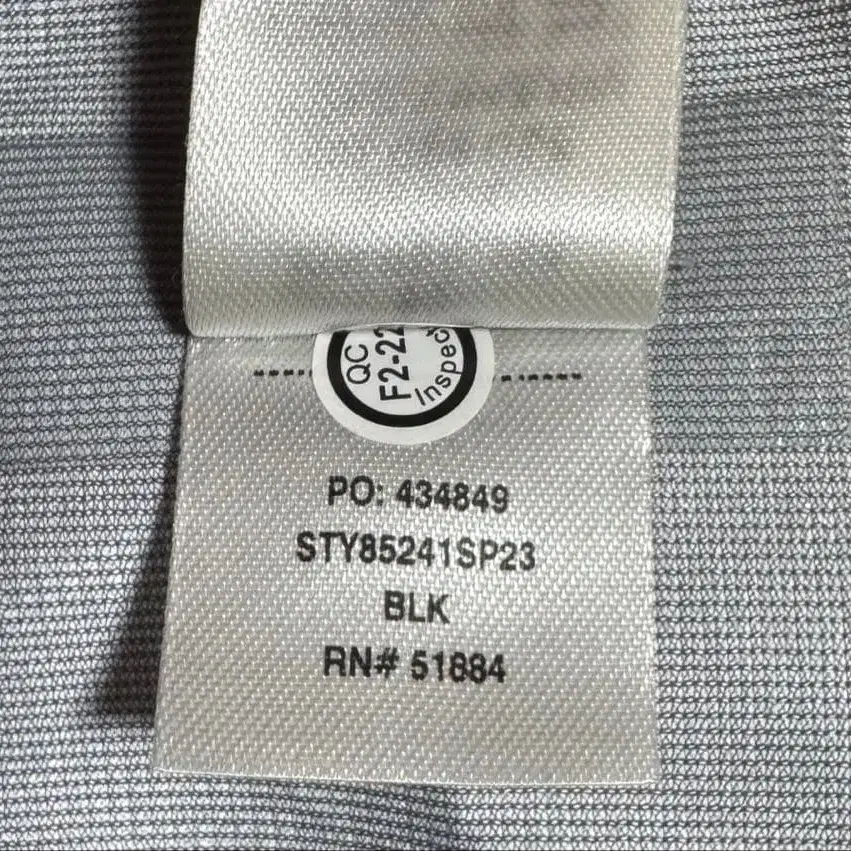 QC
F2-22
Inspec
PO: 434849
STY85241SP23
BLK
RN# 51884